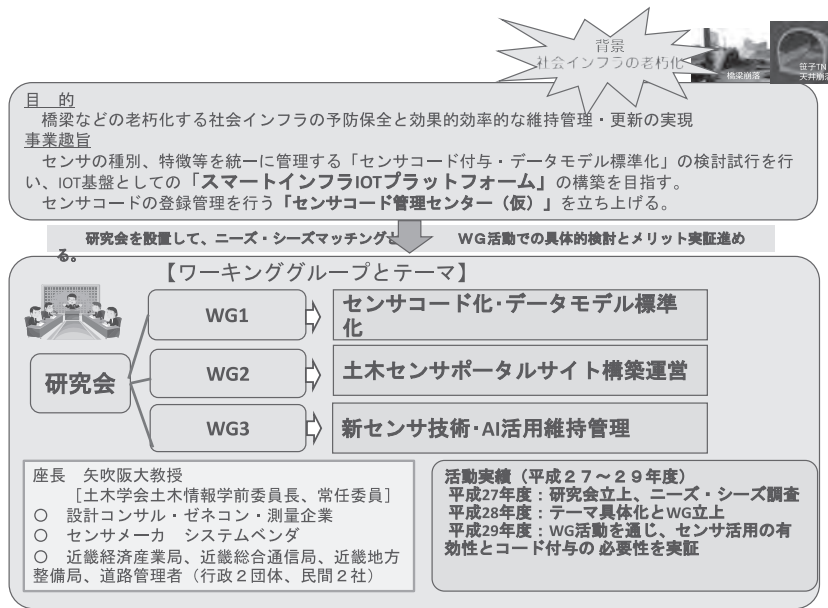 背景
社会インフラの老朽化
橋梁崩落
笹子TN
天井崩落
目　的
橋梁などの老朽化する社会インフラの予防保全と効果的効率的な維持管理・更新の実現
事業趣旨
センサの種別、特徴等を統一に管理する「センサコード付与・データモデル標準化」の検討試行を行
い、IOT基盤としての「スマートインフラIOTプラットフォーム」の構築を目指す。
センサコードの登録管理を行う「センサコード管理センター（仮）」を立ち上げる。
研究会を設置して、ニーズ・シーズマッチング　WG活動での具体的検討とメリット実証進め
る。
【ワーキンググループとテーマ】
研究会
WG1
センサコード化･データモデル標準
化
WG2
土木センサポータルサイト構築運営
WG3
新センサ技術･AI活用維持管理
座長　矢吹阪大教授
［土木学会土木情報学前委員長、常任委員］
○　設計コンサル・ゼネコン・測量企業
○　センサメーカ　システムベンダ
○　近畿経済産業局、近畿総合通信局、近畿地方
整備局、道路管理者（行政２団体、民間２社）
活動実績（平成２７～２９年度）
平成27年度：研究会立上、ニーズ・シーズ調査
平成28年度：テーマ具体化とWG立上
平成29年度：WG活動を通じ、センサ活用の有
効性とコード付与の 必要性を実証